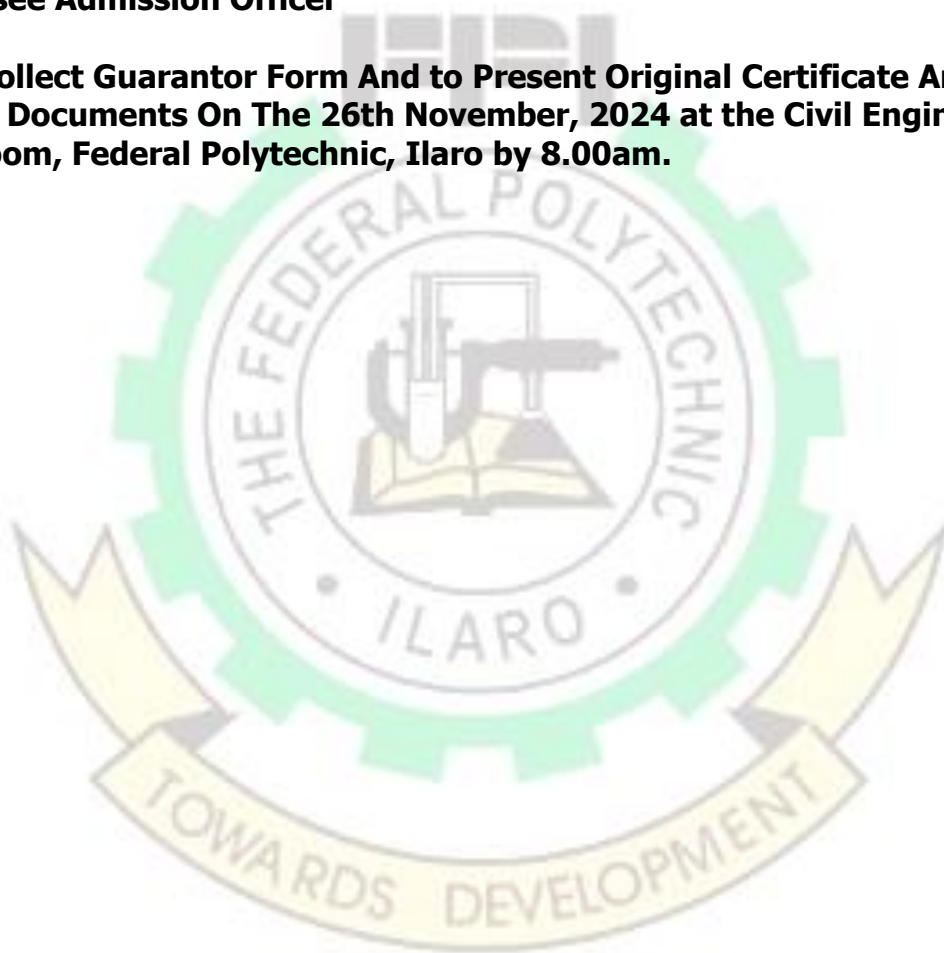 see Admission Officer
ollect Guarantor Form And to Present Original Certificate An
Documents On The 26th November, 2024 at the Civil Engin
oom, Federal Polytechnic, Ilaro by 8.00am.
THE FEDERAL POLYTECHNIC
ILARO
TOWARDS DEVELOPMENT